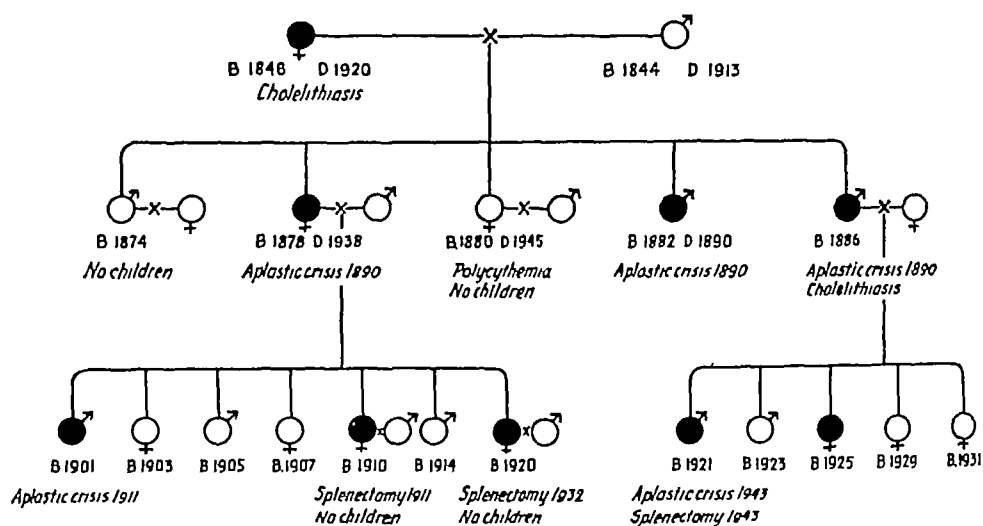 B 1846 D 1920
Cholelithiasis
B 1844 D 1913
B 1874
No children
B 1878 D 1938
Aplastic crisis 1890
B.1880 D 1945
Polycythemia
No children
B 1882 D 1890
Aplastic crisis 1890
B 1886
Aplastic crisis 1890
Cholelithiasis
B 1901
Aplastic crisis 1911
B 1903
B 1905
B.1907
B 1910
Splenectomy 1911
No children
B 1914
B 1920
Splenectomy 1932
No children
B 1921
Aplastic crisis 1943
Splenectomy 1943
B 1923
B 1925
B 1929
B.1931